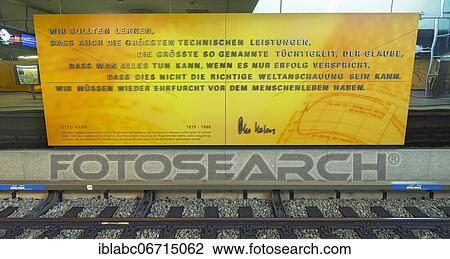 WIR SOLLTEN LERNEN,
DASS AUCH DIE GRÖSSTEN TECHNISCHEN LEISTUNGEN,
DIE GRÖSSTE SO GENANNTE TÜCHTIGKEIT, DER GLAUBE,
DASS MAN ALLES TUN KANN, WENN ES NUR ERFOLG VERSPRICHT,
DASS DIES NICHT DIE RICHTIGE WELTANSCHAUUNG SEIN KANN.
WIR MÜSSEN WIEDER EHRFURCHT VOR DEM MENSCHENLEBEN HABEN.
OTTO HAHN 1879 - 1968
Otto Hahn
FOTOSEARCH®
iblabc06715062 www.fotosearch.com